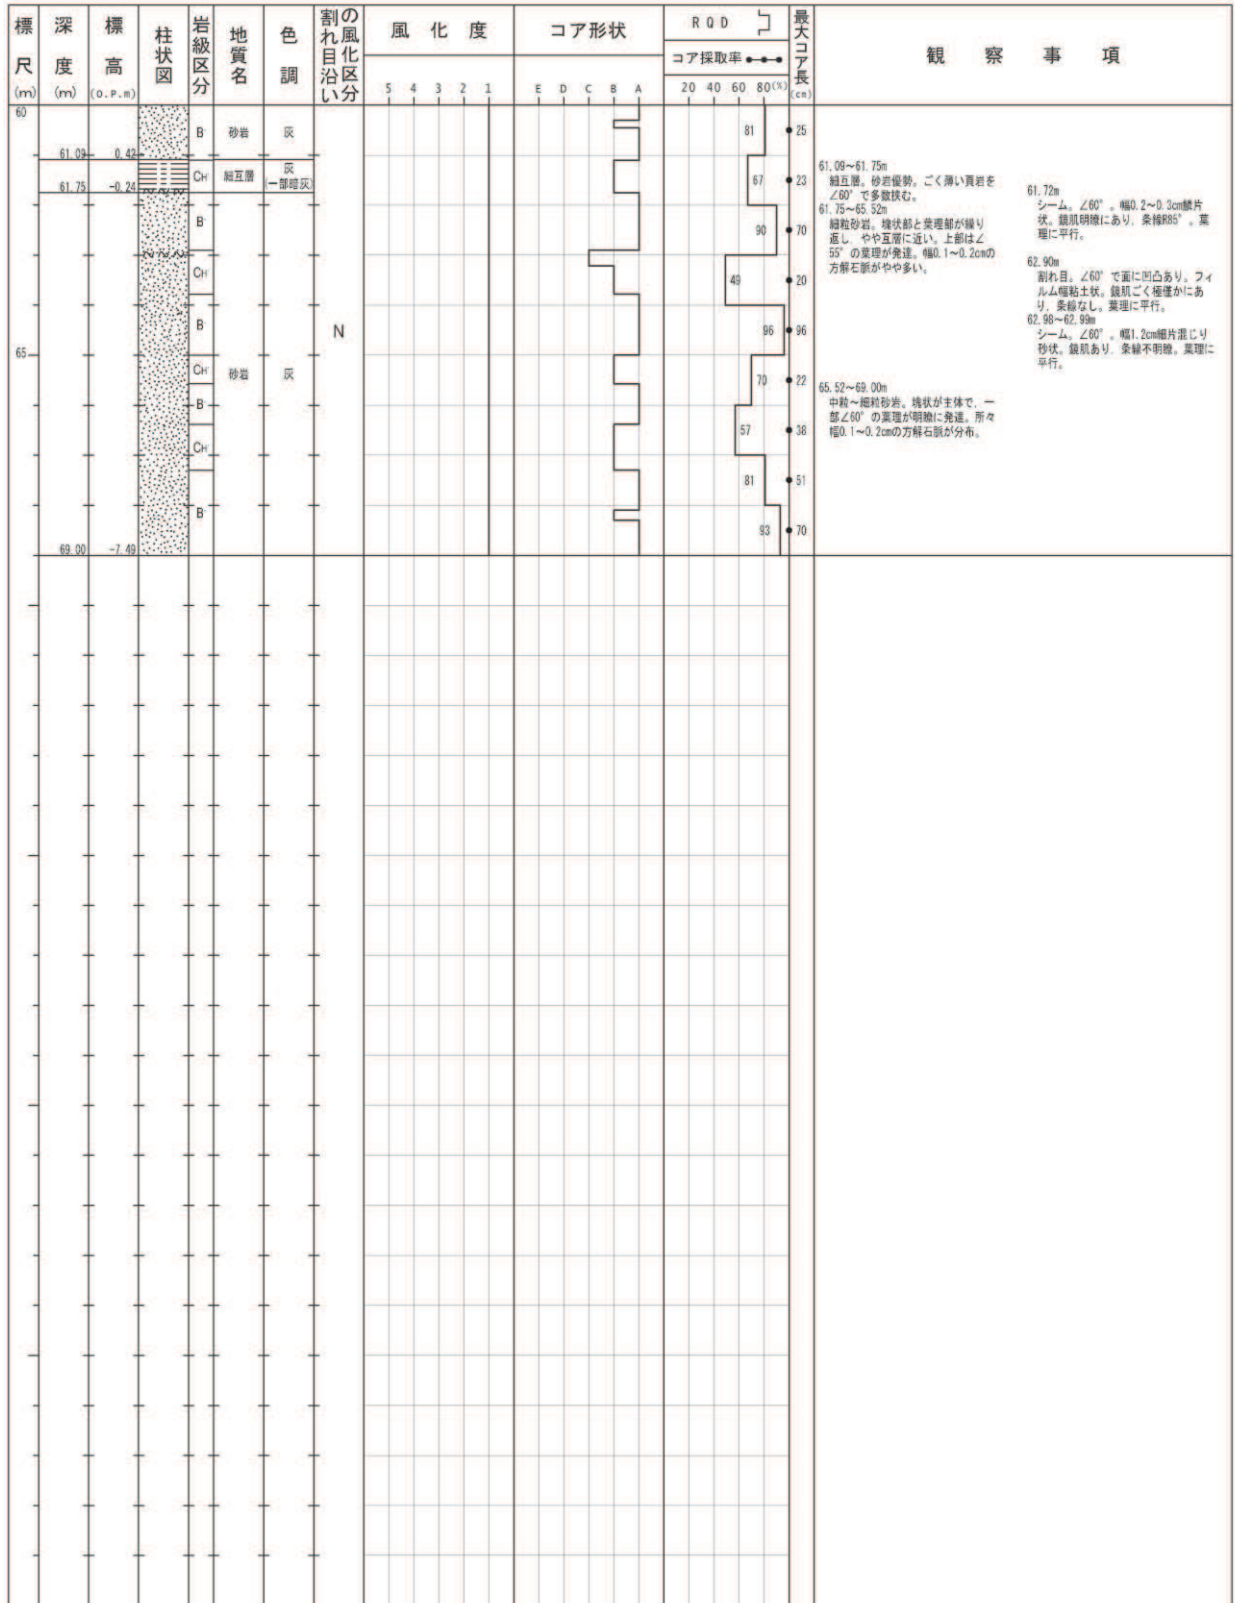 標尺(m)
深度(m)
標高(O.P.m)
柱状図
岩級区分
地質名
色調
割れ目沿いの風化区分
風化度
5 4 3 2 1
コア形状
E D C B A
RQD
コア採取率
20 40 60 80(%)
最大コア長(cm)
観察事項
60
B 砂岩 灰
81 25
61.09 0.42
CH 細互層 灰
(一部暗灰)
67 23
61.75 -0.24
B
90 70
CH
49 20
B
N
96 96
65
CH 砂岩 灰
70 22
B
57 38
CH
81 51
B
93 70
69.00 -7.49
61.09~61.75m
細互層。砂岩優勢。ごく薄い頁岩を
∠60°で多数挟む。
61.75~65.52m
細粒砂岩。塊状部と葉理部が繰り
返し、やや互層に近い。上部は∠
55°の葉理が発達。幅0.1~0.2cmの
方解石脈がやや多い。
65.52~69.00m
中粒~細粒砂岩。塊状が主体で、一
部∠60°の葉理が明瞭に発達。所々
幅0.1~0.2cmの方解石脈が分布。
61.72m
シーム。∠60°。幅0.2~0.3cm鱗片
状。鏡肌明瞭にあり、条線R85°。葉
理に平行。
62.90m
割れ目。∠60°で面に凹凸あり。フィ
ルム幅粘土状。鏡肌ごく極僅かにあ
り、条線なし。葉理に平行。
62.98~62.99m
シーム。∠60°。幅1.2cm細片混じり
砂状。鏡肌あり、条線不明瞭。葉理に
平行。